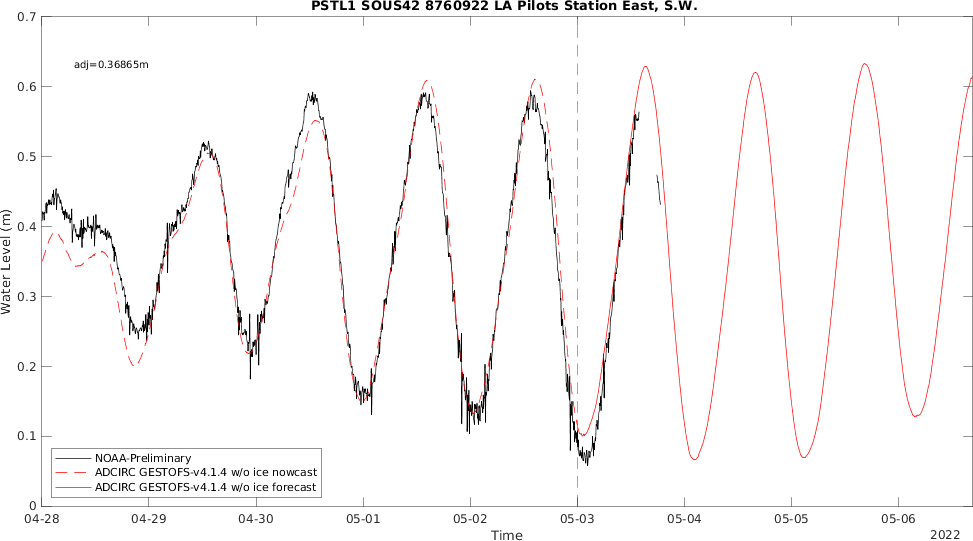 PSTL1 SOUS42 8760922 LA Pilots Station East, S.W.
0.7
adj=0.36865m
0.6
0.5
0.4
Water Level (m)
0.3
0.2
0.1
NOAA-Preliminary
ADCIRC GESTOFS-v4.1.4 w/o ice nowcast
ADCIRC GESTOFS-v4.1.4 w/o ice forecast
0
04-28 04-29 04-30 05-01 05-02 05-03 05-04 05-05 05-06
Time
2022